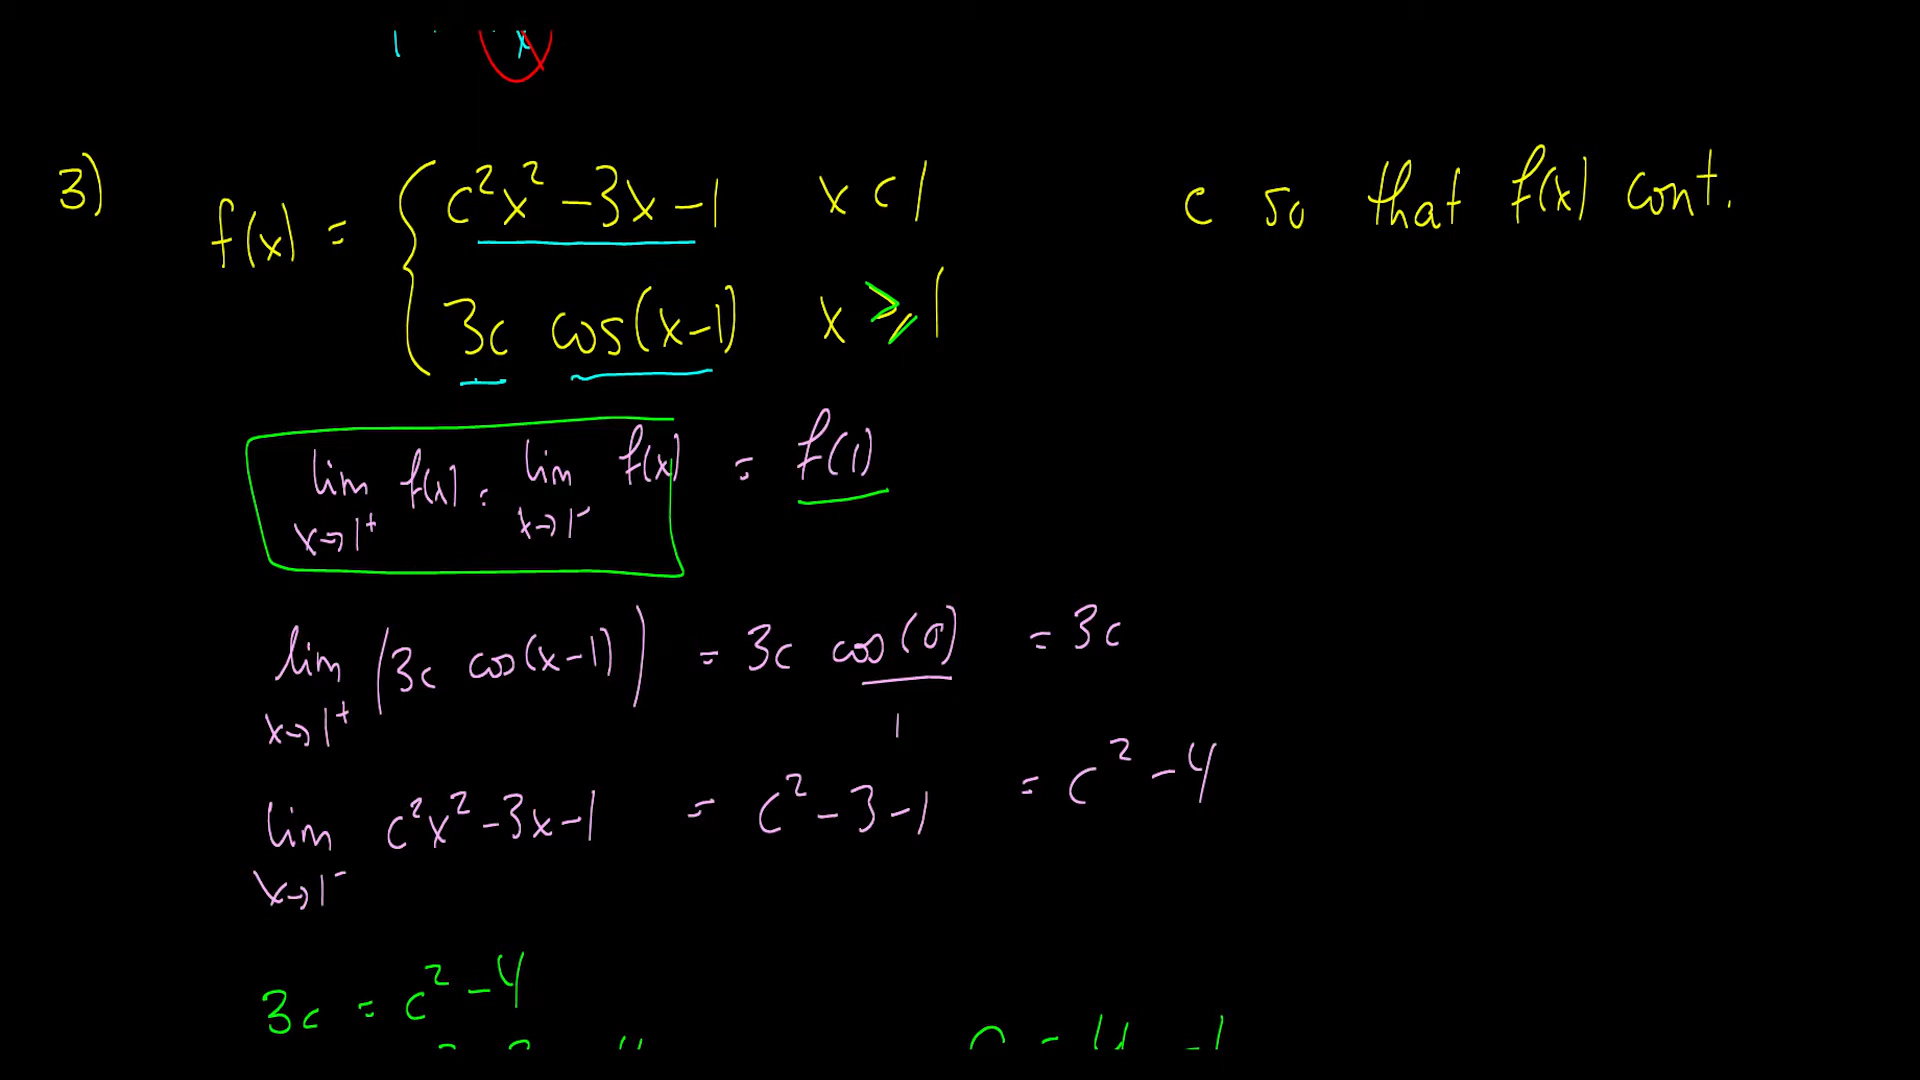 3) f(x) = { c²x² - 3x - 1   x < 1   c so that f(x) cont.
3c cos(x-1)   x ⩾ 1
lim x→1⁺ f(x) = lim x→1⁻ f(x) = f(1)
lim x→1⁺ (3c cos(x-1)) = 3c cos(0) = 3c
1
lim x→1⁻ c²x² - 3x - 1 = c² - 3 - 1 = c² - 4
3c = c² - 4